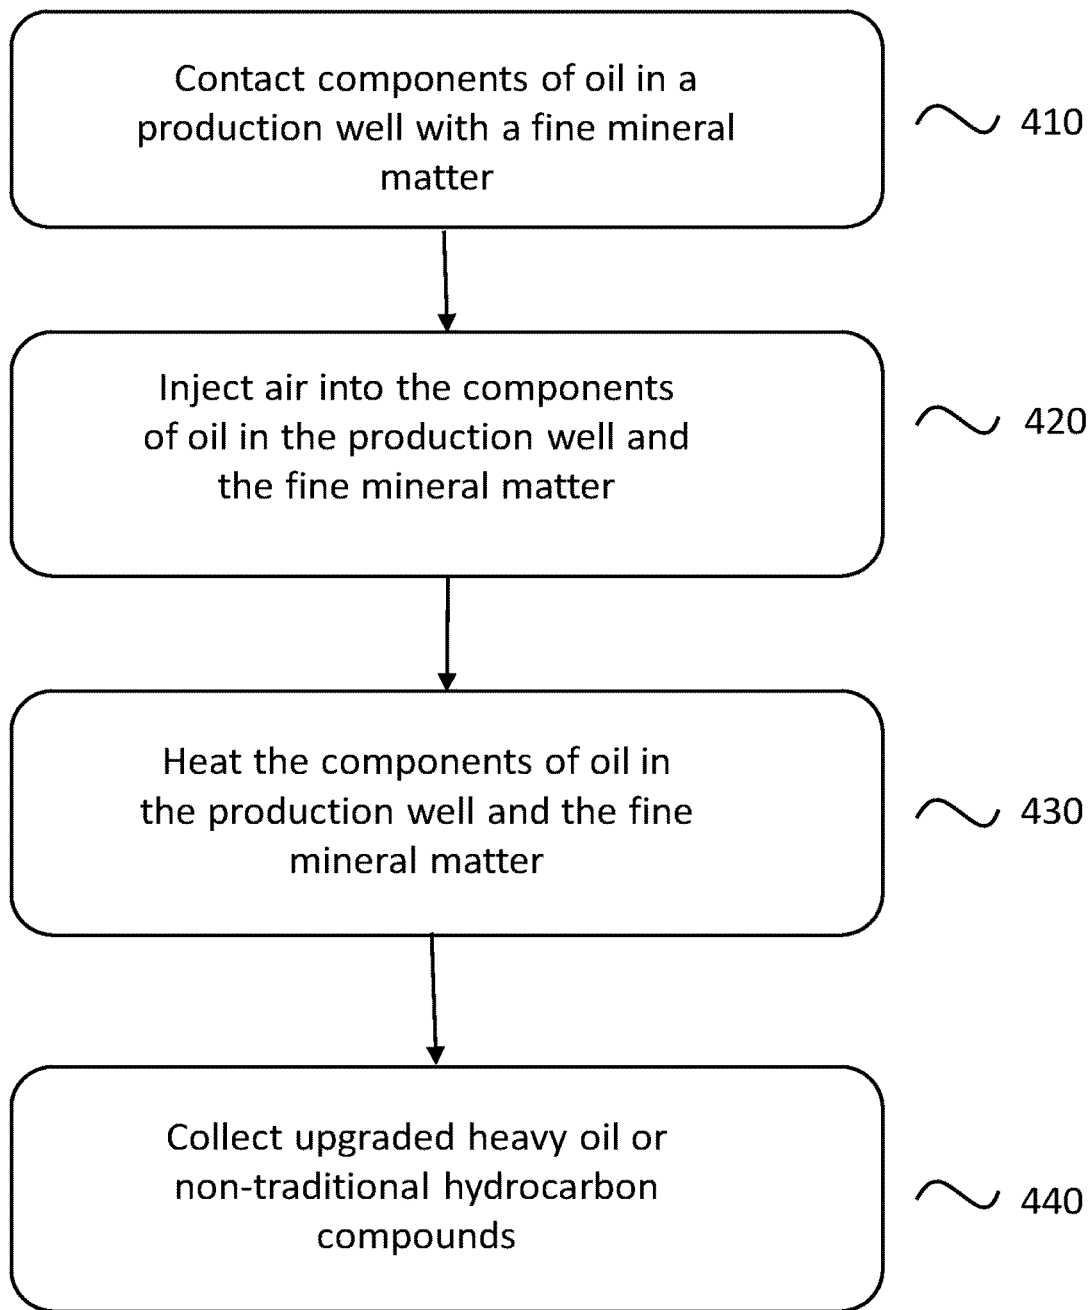 Contact components of oil in a
production well with a fine mineral
matter
410
Inject air into the components
of oil in the production well and
the fine mineral matter
420
Heat the components of oil in
the production well and the fine
mineral matter
430
Collect upgraded heavy oil or
non-traditional hydrocarbon
compounds
440